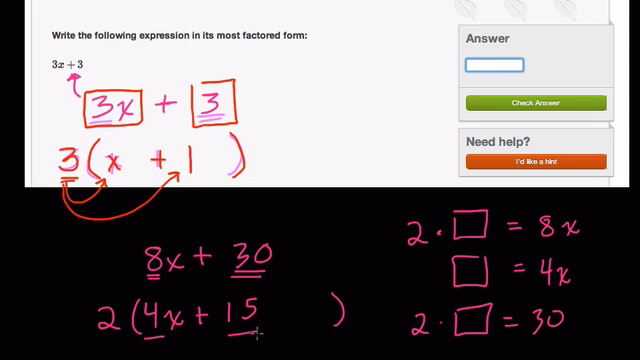 Write the following expression in its most factored form:
3x + 3
3x + 3
3(x + 1)
8x + 30
2(4x + 15)
Answer
Check Answer
Need help?
I'd like a hint
2 · □ = 8x
□ = 4x
2 · □ = 30